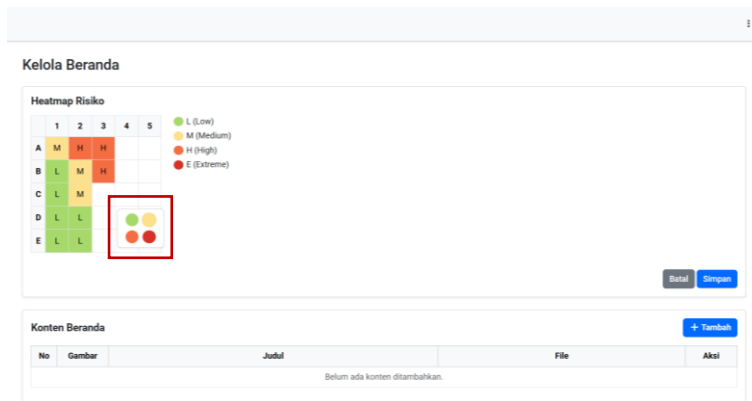 Kelola Beranda
Heatmap Risiko
1 2 3 4 5
A M H H
B L M H
C L M
D L L
E L L
L (Low)
M (Medium)
H (High)
E (Extreme)
Batal Simpan
Konten Beranda
+ Tambah
No Gambar Judul File Aksi
Belum ada konten ditambahkan.